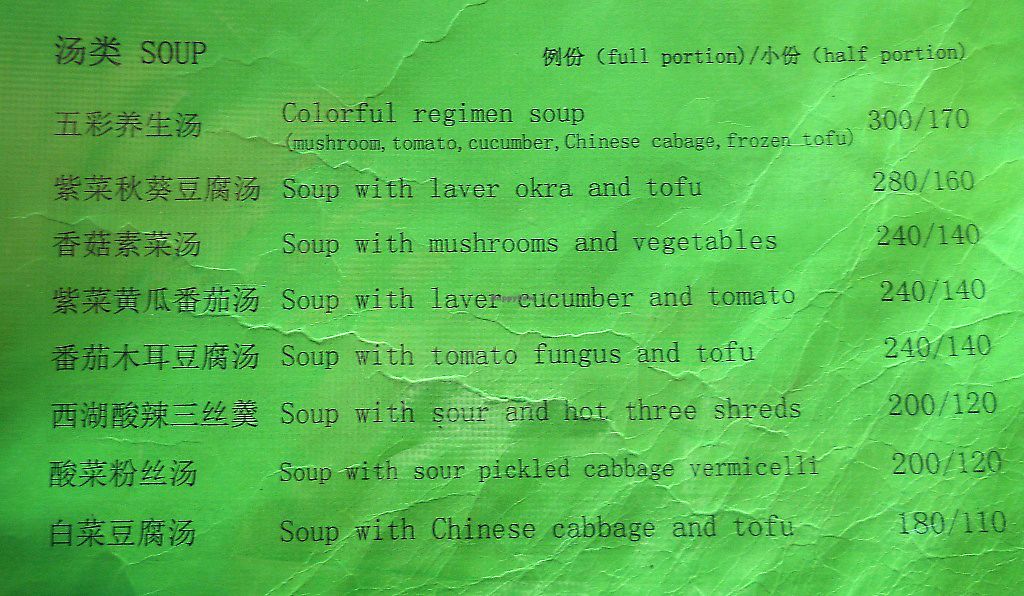 汤类 SOUP 例份 (full portion)/小份 (half portion)
五彩养生汤 Colorful regimen soup 300/170
(mushroom, tomato, cucumber, Chinese cabage, frozen tofu)
紫菜秋葵豆腐汤 Soup with laver okra and tofu 280/160
香菇素菜汤 Soup with mushrooms and vegetables 240/140
紫菜黄瓜番茄汤 Soup with laver cucumber and tomato 240/140
番茄木耳豆腐汤 Soup with tomato fungus and tofu 240/140
西湖酸辣三丝羹 Soup with sour and hot three shreds 200/120
酸菜粉丝汤 Soup with sour pickled cabbage vermicelli 200/120
白菜豆腐汤 Soup with Chinese cabbage and tofu 180/110